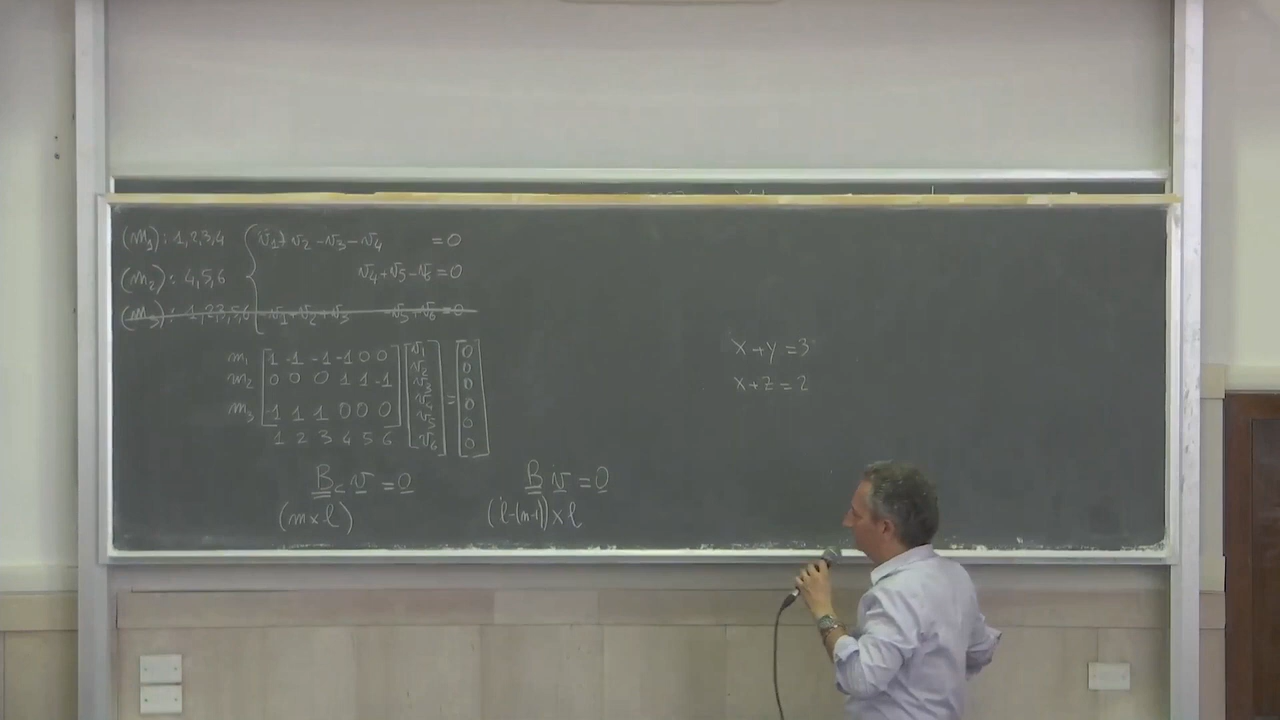 (m₁) : 1,2,3,4 { v₁+v₂-v₃-v₄ =0
(m₂) : 4,5,6 v₄+v₅-v₆=0
(m₃) : 1,2,3,5,6 -v₁+v₂+v₃ -v₅+v₆=0
m₁ [1 -1 -1 -1 0 0] [v₁ [0
m₂ 0 0 0 1 1 -1 v₂ 0
v₃ 0
m₃ -1 1 1 0 0 0 v₄ = 0
1 2 3 4 5 6 v₅ 0
v₆] 0]
B_c v = 0
(m×l)
B v = 0
(l-(n-1))×l
x+y=3
x+z=2